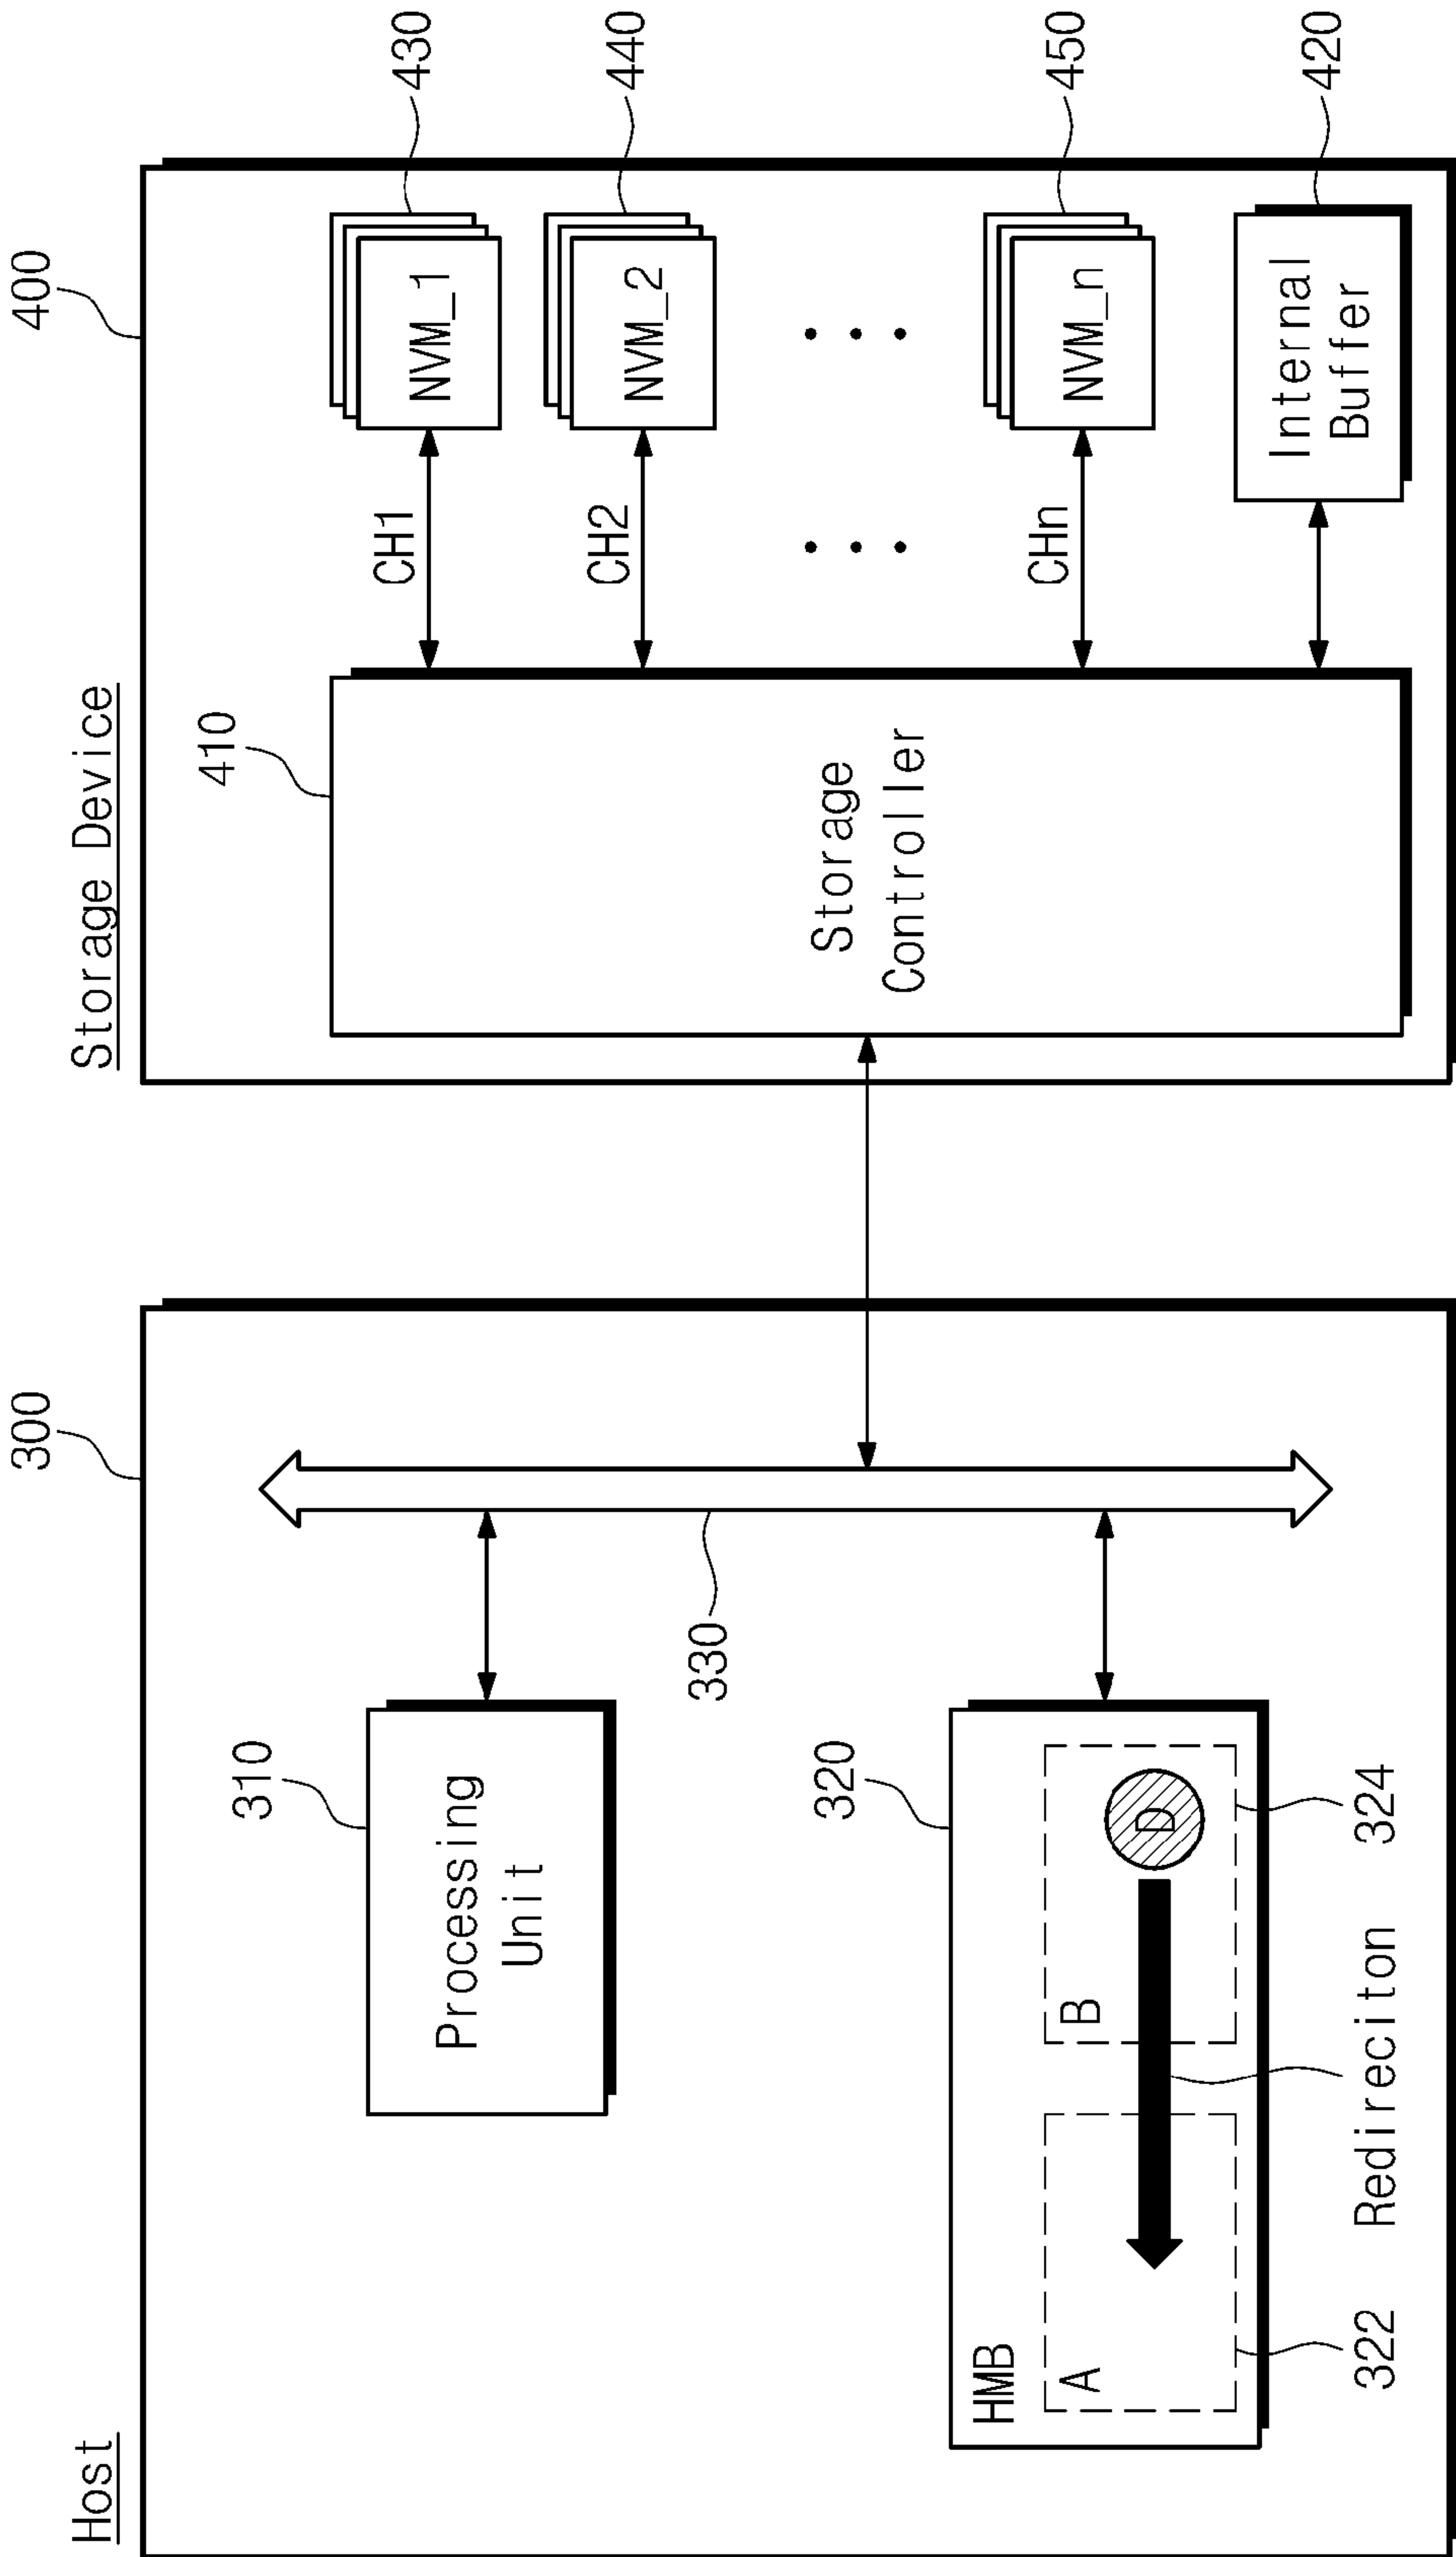 Host
300
310
Processing
Unit
330
320
HMB
A
B
D
322
Redireciton
324
Storage Device
400
410
Storage
Controller
CH1
NVM_1
430
CH2
NVM_2
440
CHn
NVM_n
450
Internal
Buffer
420